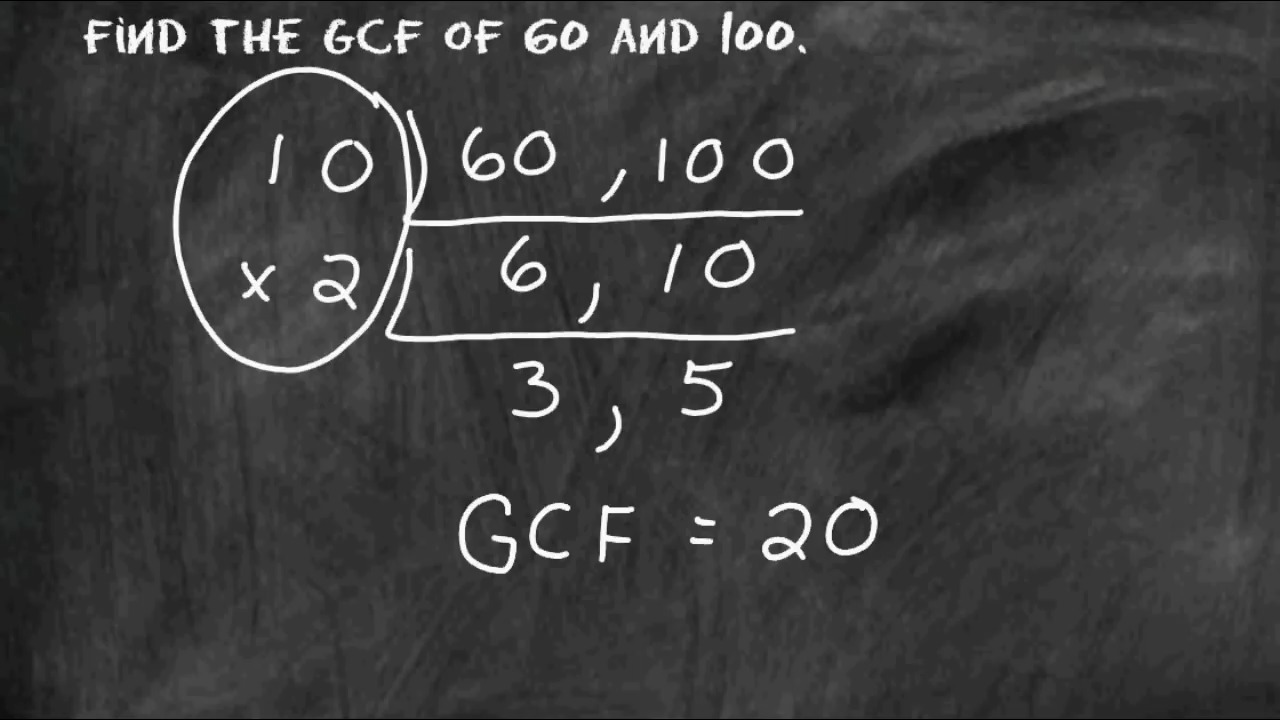 FIND THE GCF OF 60 AND 100.
10 ) 60 , 100
x 2 6 , 10
3 , 5
GCF = 20